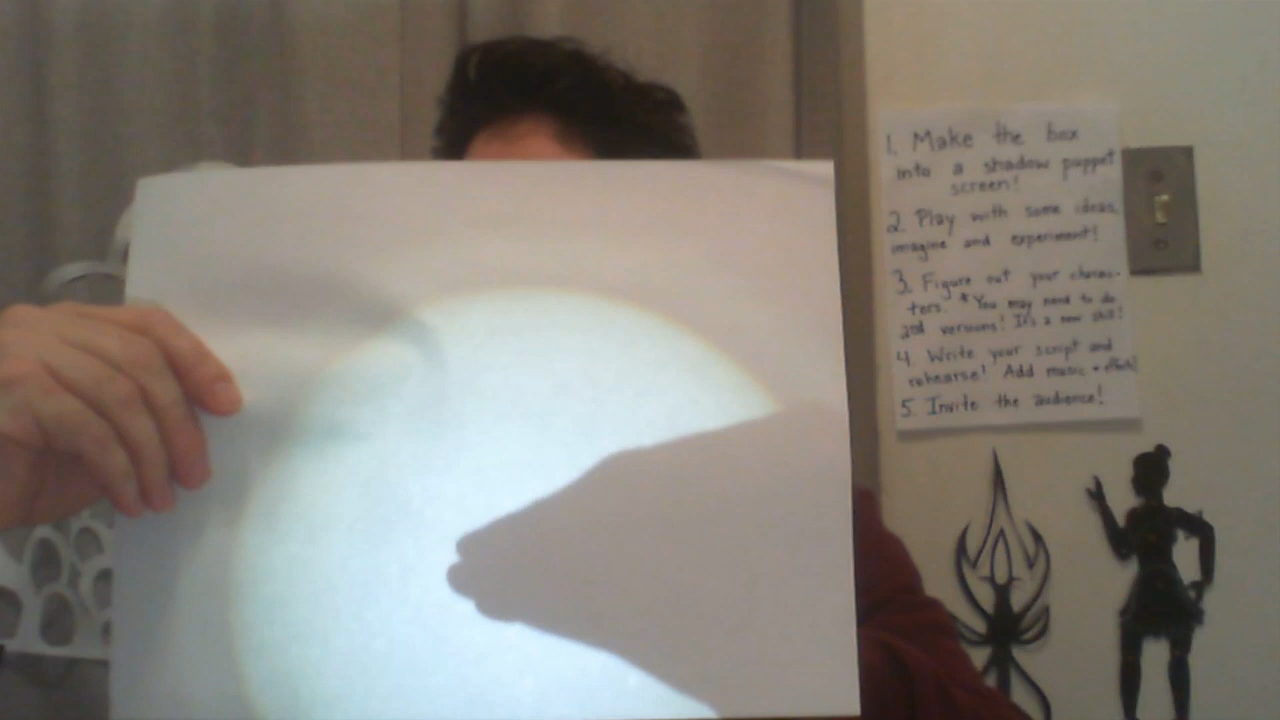 1. Make the box
into a shadow puppet
screen!
2. Play with some ideas,
imagine and experiment!
3. Figure out your charac-
ters. *You may need to do
2nd versions! It's a new skill!
4. Write your script and
rehearse! Add music + effects!
5. Invite the audience!